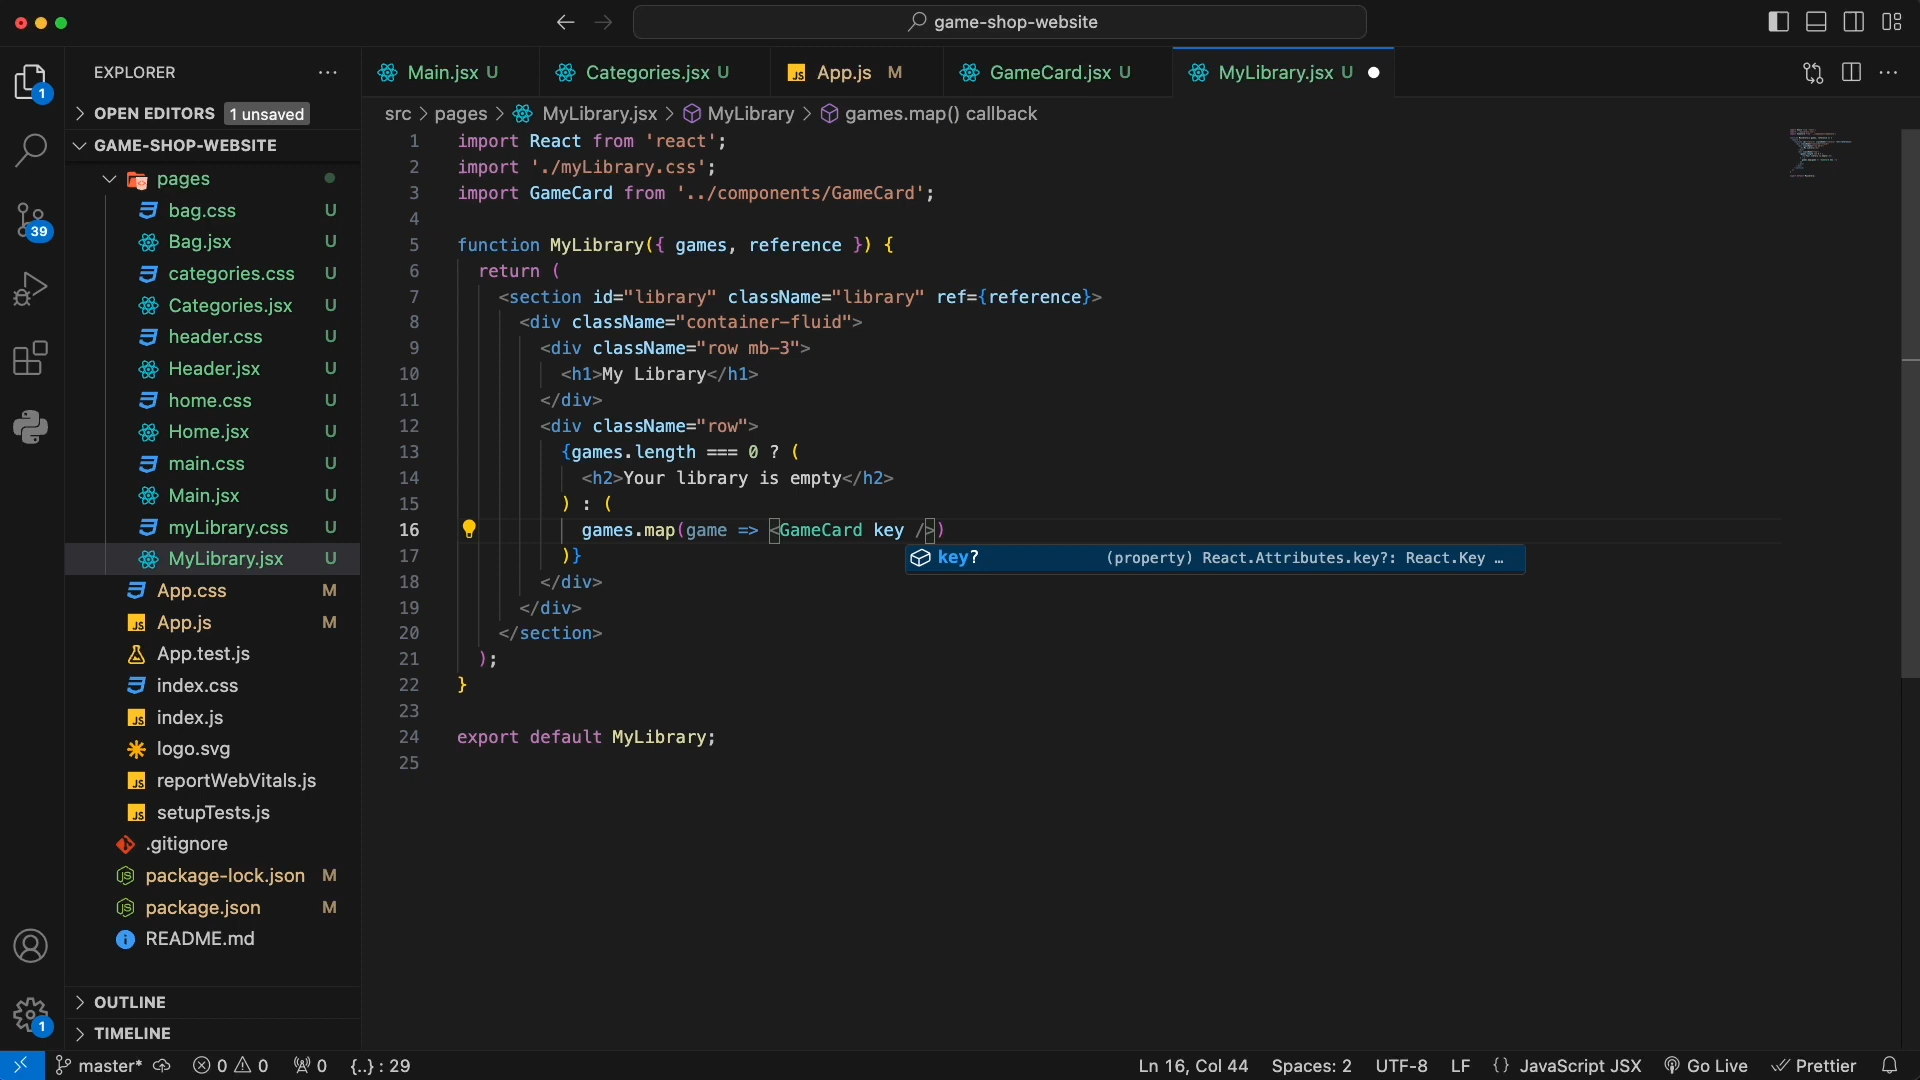 game-shop-website
EXPLORER
OPEN EDITORS 1 unsaved
GAME-SHOP-WEBSITE
pages
bag.css U
Bag.jsx U
categories.css U
Categories.jsx U
header.css U
Header.jsx U
home.css U
Home.jsx U
main.css U
Main.jsx U
myLibrary.css U
MyLibrary.jsx U
App.css M
App.js M
App.test.js
index.css
index.js
logo.svg
reportWebVitals.js
setupTests.js
.gitignore
package-lock.json M
package.json M
README.md
OUTLINE
TIMELINE
1
39
1
Main.jsx U Categories.jsx U App.js M GameCard.jsx U MyLibrary.jsx U
src > pages > MyLibrary.jsx > MyLibrary > games.map() callback
1 import React from 'react';
2 import './myLibrary.css';
3 import GameCard from '../components/GameCard';
4
5 function MyLibrary({ games, reference }) {
6 return (
7 <section id="library" className="library" ref={reference}>
8 <div className="container-fluid">
9 <div className="row mb-3">
10 <h1>My Library</h1>
11 </div>
12 <div className="row">
13 {games.length === 0 ? (
14 <h2>Your library is empty</h2>
15 ) : (
16 games.map(game => <GameCard key />)
17 )}
key? (property) React.Attributes.key?: React.Key …
18 </div>
19 </div>
20 </section>
21 );
22 }
23
24 export default MyLibrary;
25
master* 0 0 0 {..} : 29 Ln 16, Col 44 Spaces: 2 UTF-8 LF {} JavaScript JSX Go Live Prettier